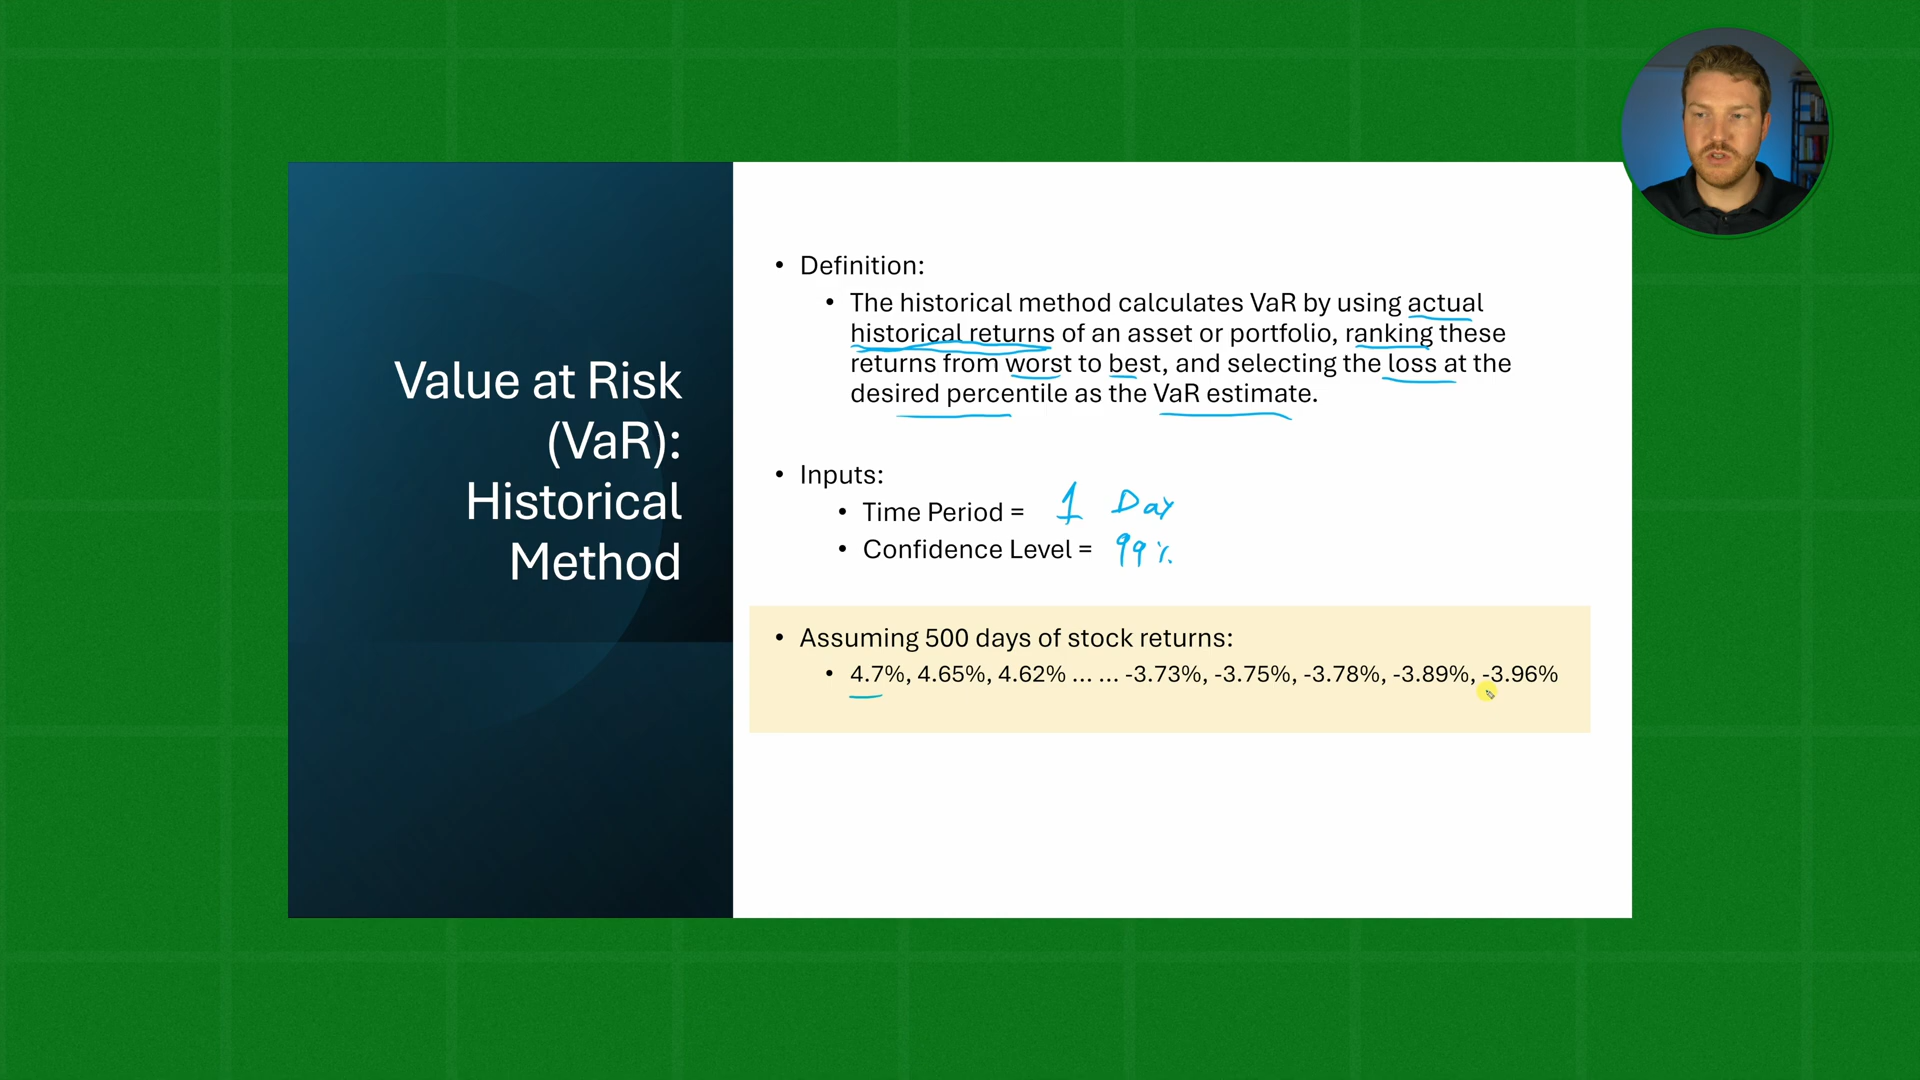 Value at Risk
(VaR):
Historical
Method
• Definition:
• The historical method calculates VaR by using actual
historical returns of an asset or portfolio, ranking these
returns from worst to best, and selecting the loss at the
desired percentile as the VaR estimate.
• Inputs:
• Time Period = 1 Day
• Confidence Level = 99%
• Assuming 500 days of stock returns:
• 4.7%, 4.65%, 4.62% ... ... -3.73%, -3.75%, -3.78%, -3.89%, -3.96%